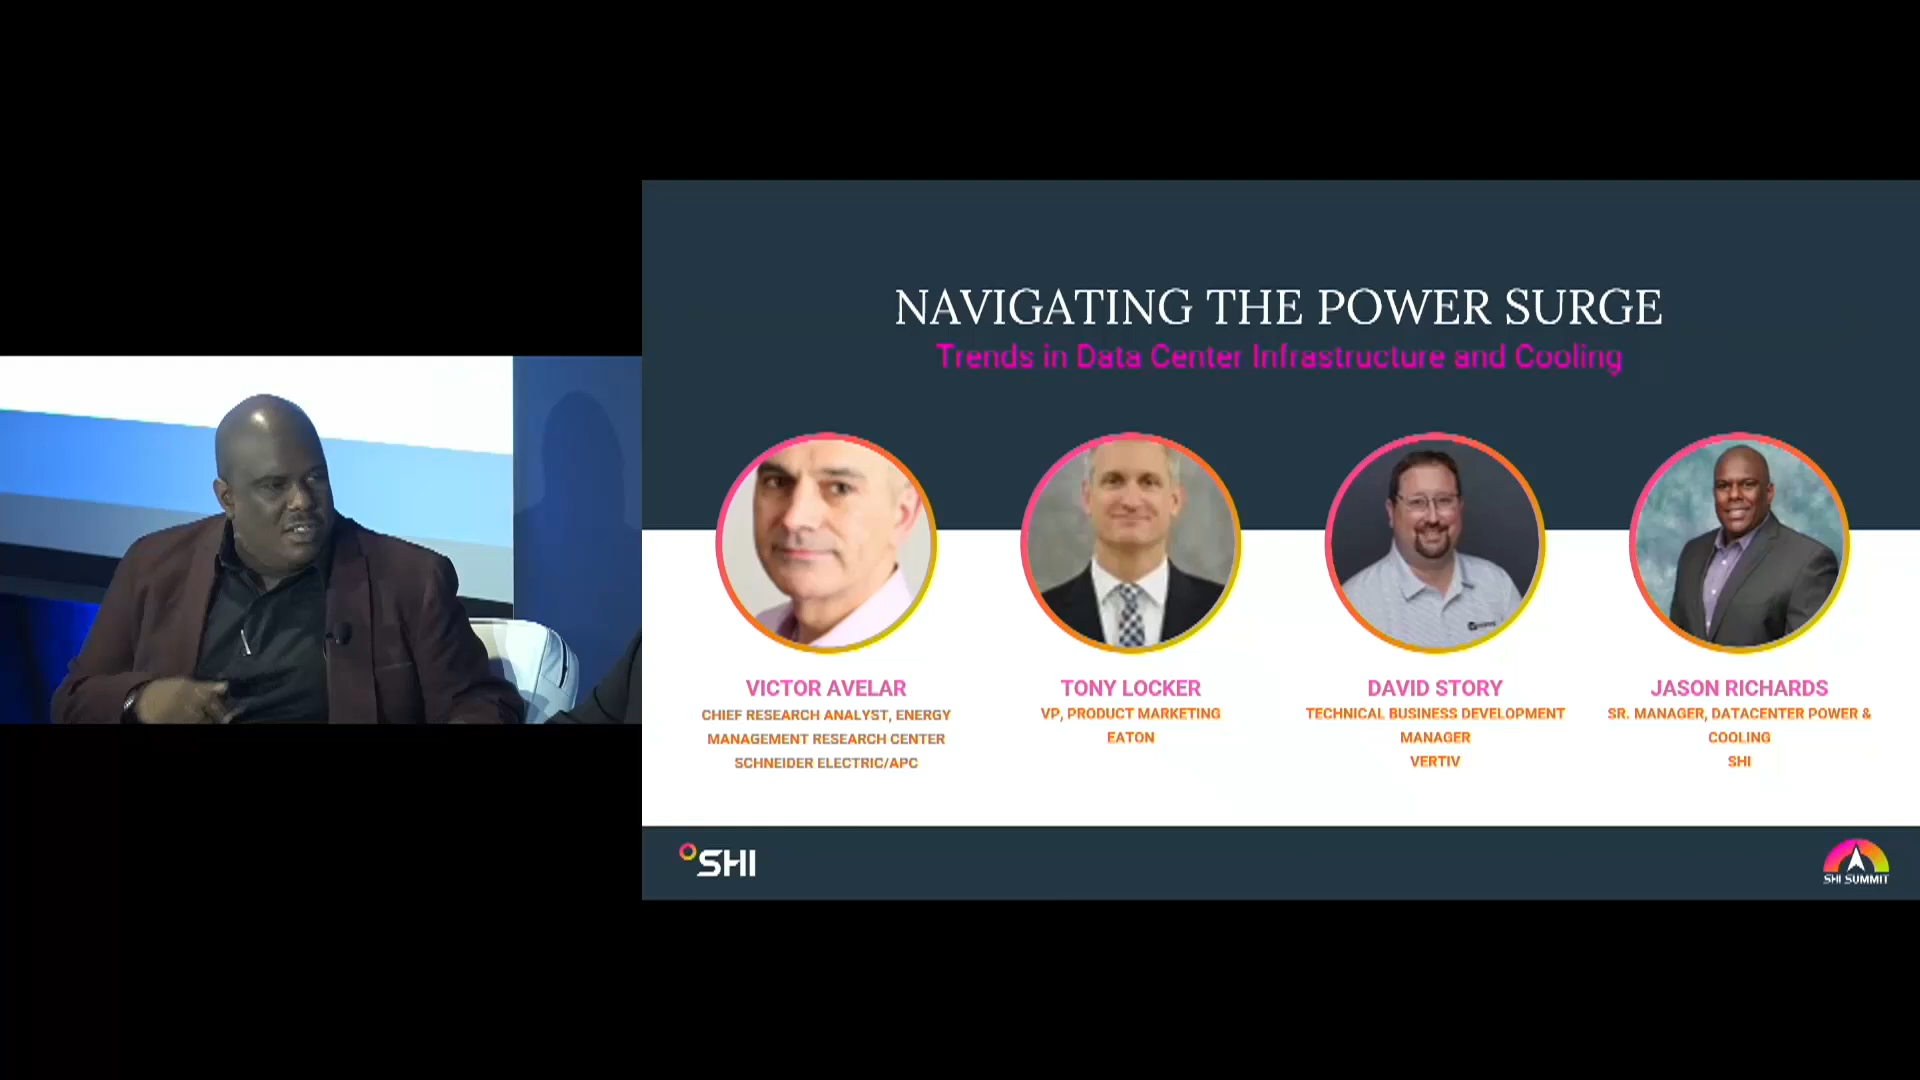 NAVIGATING THE POWER SURGE
Trends in Data Center Infrastructure and Cooling
VICTOR AVELAR
CHIEF RESEARCH ANALYST, ENERGY
MANAGEMENT RESEARCH CENTER
SCHNEIDER ELECTRIC/APC
TONY LOCKER
VP, PRODUCT MARKETING
EATON
DAVID STORY
TECHNICAL BUSINESS DEVELOPMENT
MANAGER
VERTIV
JASON RICHARDS
SR. MANAGER, DATACENTER POWER &
COOLING
SHI
SHI
SHI SUMMIT